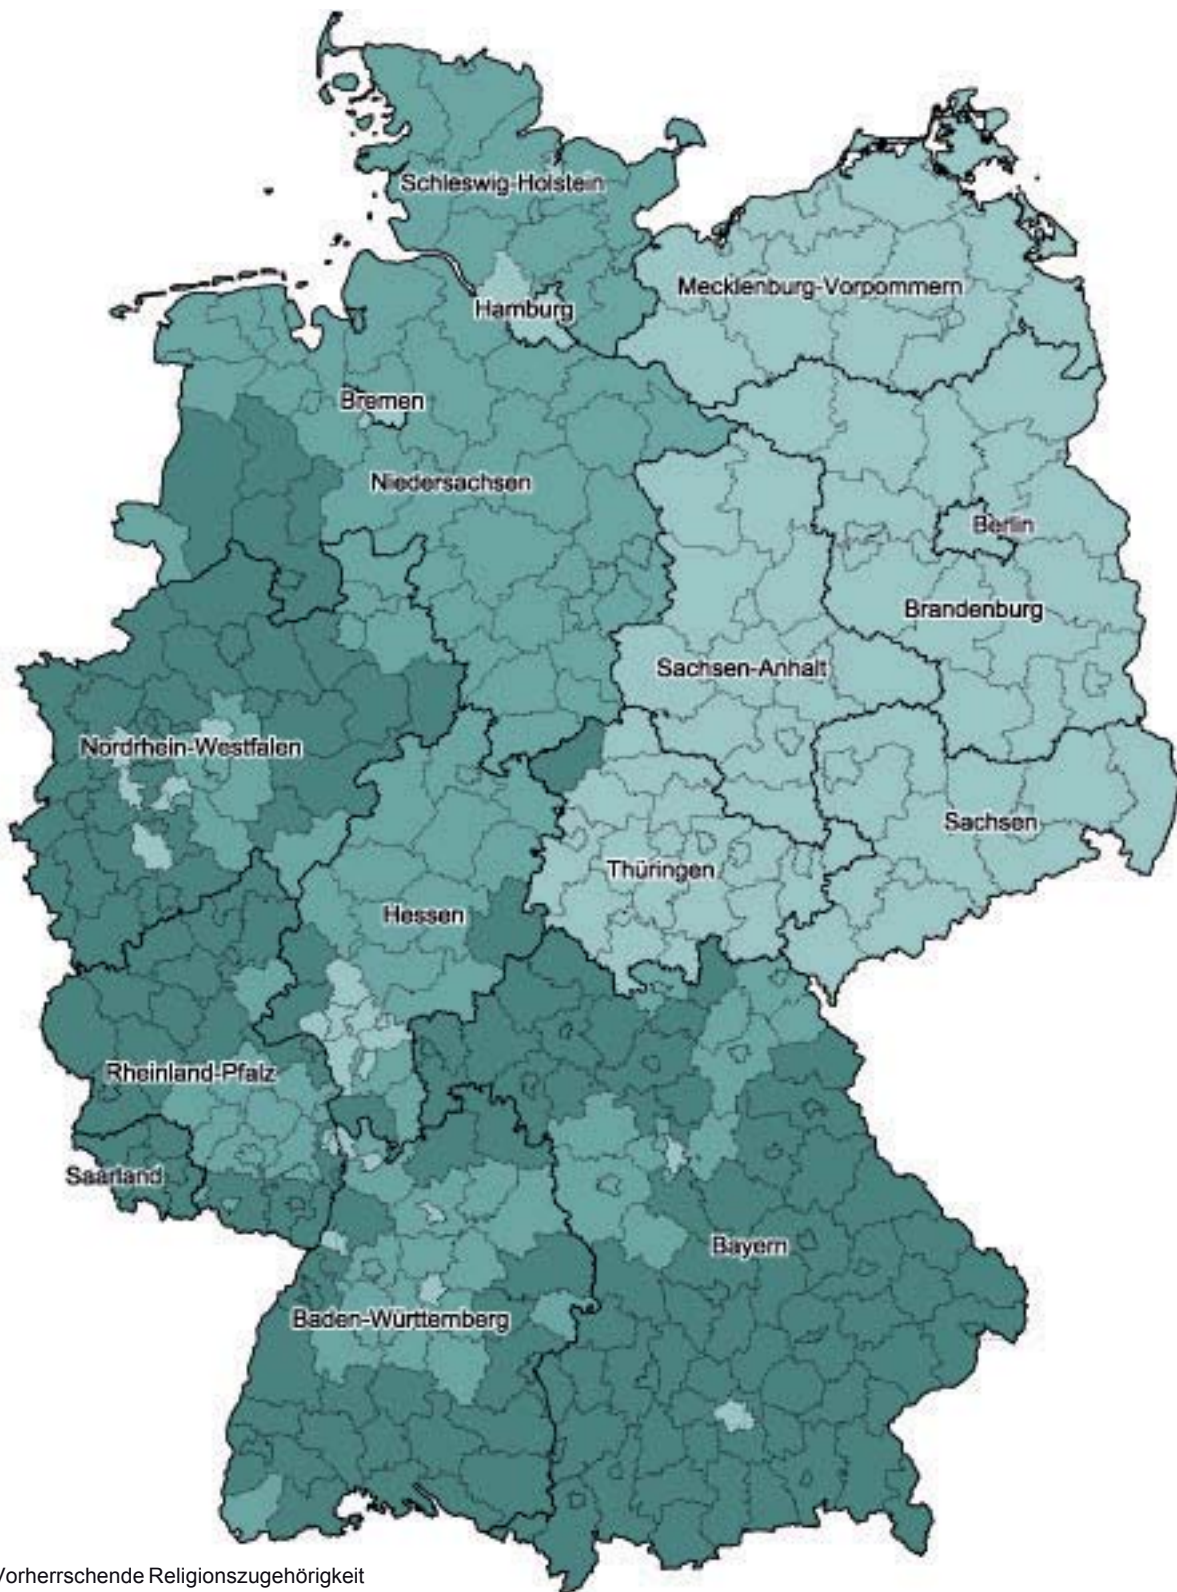 Schleswig-Holstein
Mecklenburg-Vorpommern
Hamburg
Bremen
Niedersachsen
Berlin
Brandenburg
Sachsen-Anhalt
Nordrhein-Westfalen
Sachsen
Thüringen
Hessen
Rheinland-Pfalz
Saarland
Bayern
Baden-Württemberg
Vorherrschende Religionszugehörigkeit